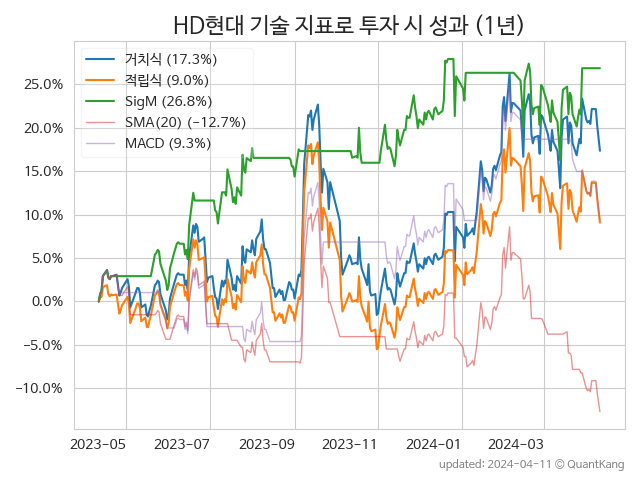 HD현대 기술 지표로 투자 시 성과 (1년)
거치식 (17.3%)
적립식 (9.0%)
SigM (26.8%)
SMA(20) (−12.7%)
MACD (9.3%)
25.0%
20.0%
15.0%
10.0%
5.0%
0.0%
−5.0%
−10.0%
2023-05 2023-07 2023-09 2023-11 2024-01 2024-03
updated: 2024-04-11 © QuantKang